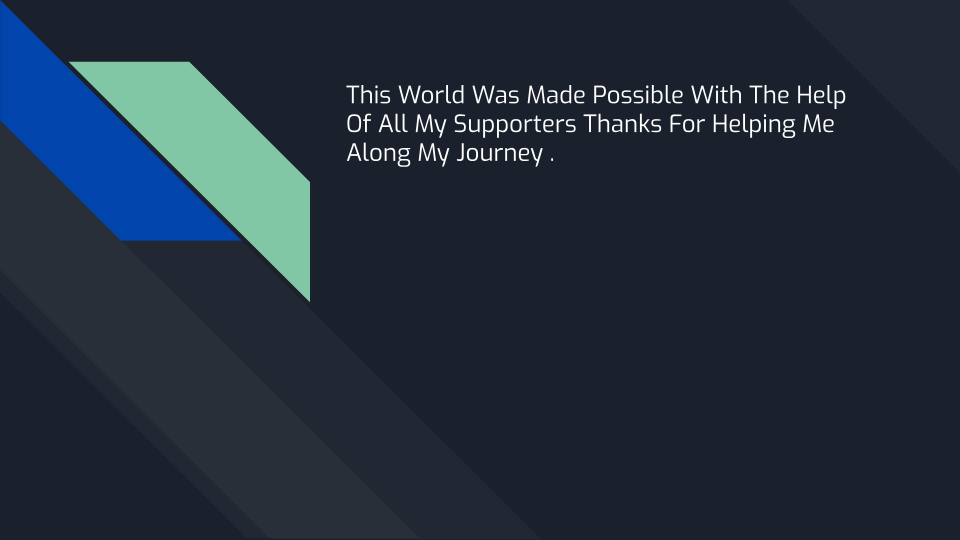 This World Was Made Possible With The Help
Of All My Supporters Thanks For Helping Me
Along My Journey .